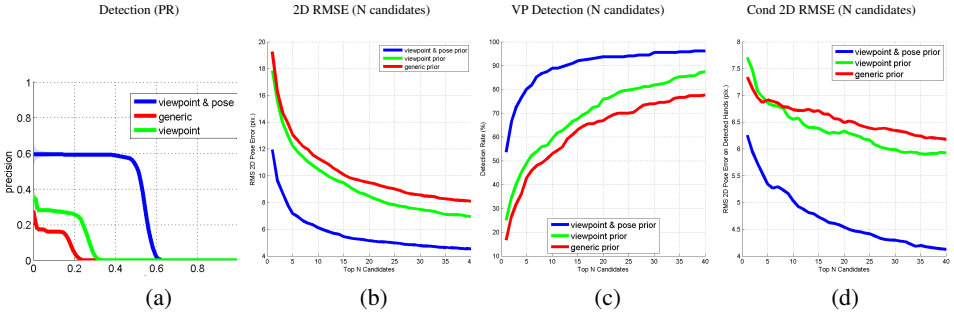 Detection (PR)
2D RMSE (N candidates)
VP Detection (N candidates)
Cond 2D RMSE (N candidates)
precision
1
0.8
0.6
0.4
0.2
0
0 0.2 0.4 0.6 0.8
viewpoint & pose
generic
viewpoint
(a)
RMS 2D Pose Error (pix.)
20
18
16
14
12
10
8
6
4
0 5 10 15 20 25 30 35 40
Top N Candidates
viewpoint & pose prior
viewpoint prior
generic prior
(b)
Detection Rate (%)
100
90
80
70
60
50
40
30
20
10
0 5 10 15 20 25 30 35 40
Top N Candidates
viewpoint & pose prior
viewpoint prior
generic prior
(c)
RMS 2D Pose Error on Detected Hands (pix.)
8
7.5
7
6.5
6
5.5
5
4.5
4
0 5 10 15 20 25 30 35 40
Top N Candidates
viewpoint & pose prior
viewpoint prior
generic prior
(d)